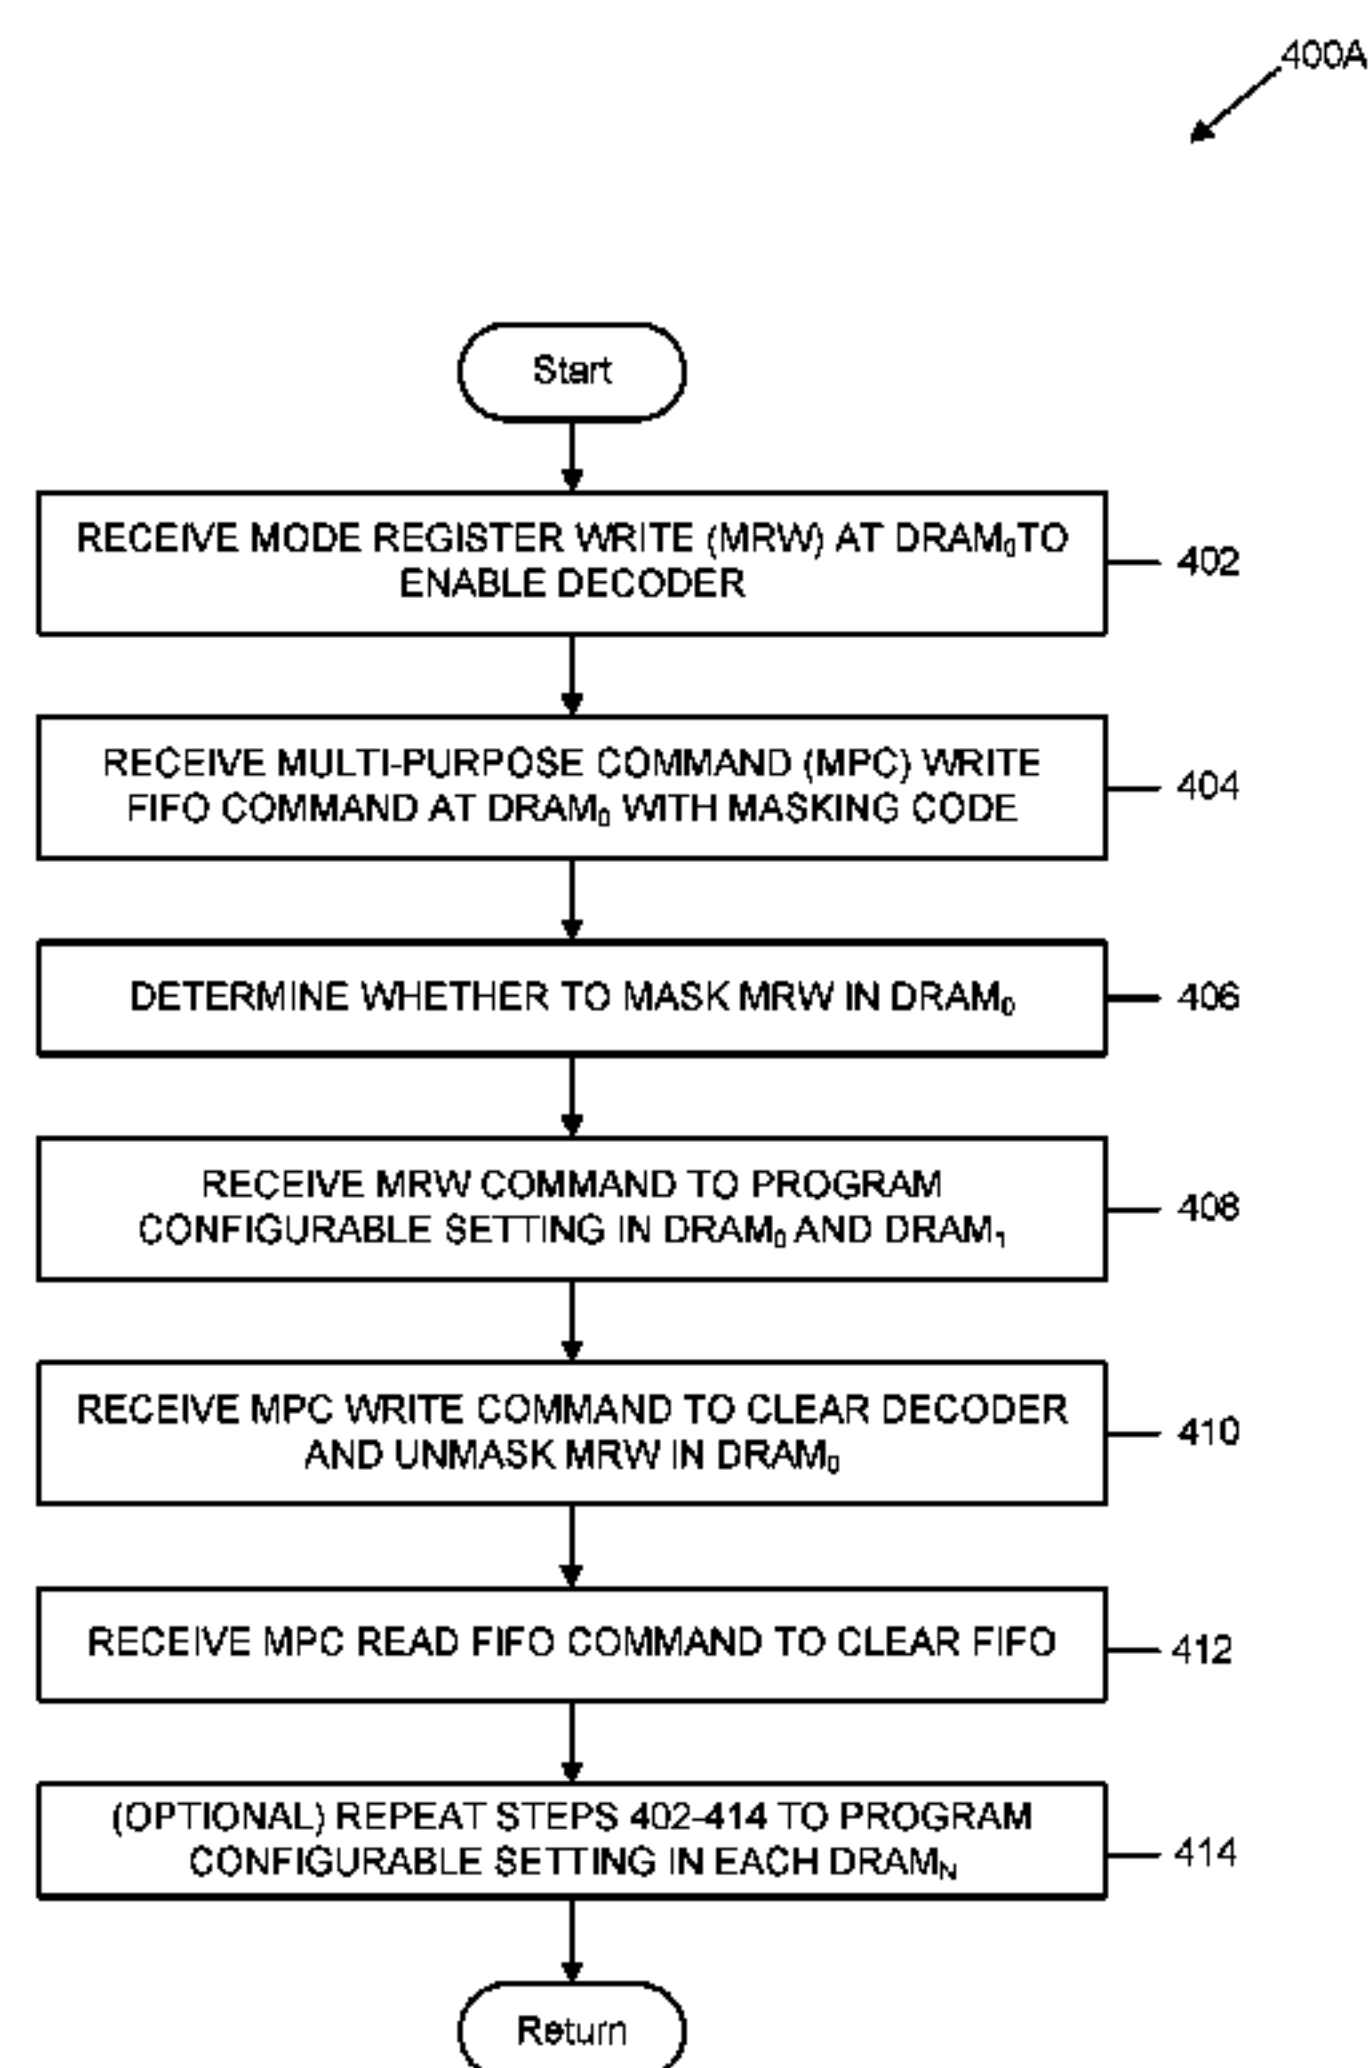 400A
Start
RECEIVE MODE REGISTER WRITE (MRW) AT DRAM₀TO
ENABLE DECODER
402
RECEIVE MULTI-PURPOSE COMMAND (MPC) WRITE
FIFO COMMAND AT DRAM₀ WITH MASKING CODE
404
DETERMINE WHETHER TO MASK MRW IN DRAM₀
406
RECEIVE MRW COMMAND TO PROGRAM
CONFIGURABLE SETTING IN DRAM₀ AND DRAM₁
408
RECEIVE MPC WRITE COMMAND TO CLEAR DECODER
AND UNMASK MRW IN DRAM₀
410
RECEIVE MPC READ FIFO COMMAND TO CLEAR FIFO
412
(OPTIONAL) REPEAT STEPS 402-414 TO PROGRAM
CONFIGURABLE SETTING IN EACH DRAM_N
414
Return